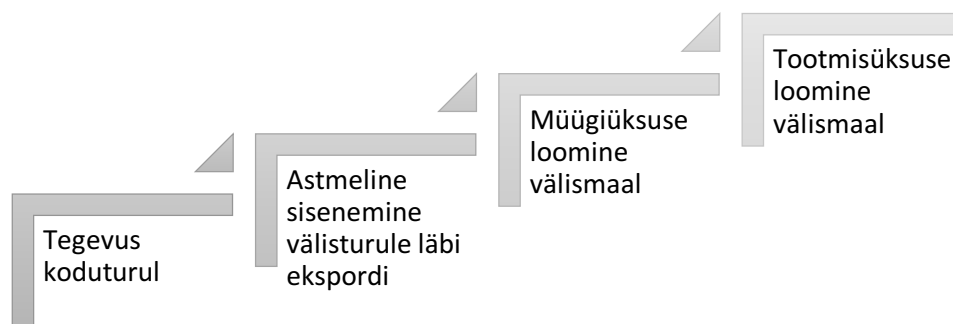 Tegevus
koduturul
Astmeline
sisenemine
välisturule läbi
ekspordi
Müügiüksuse
loomine
välismaal
Tootmisüksuse
loomine
välismaal